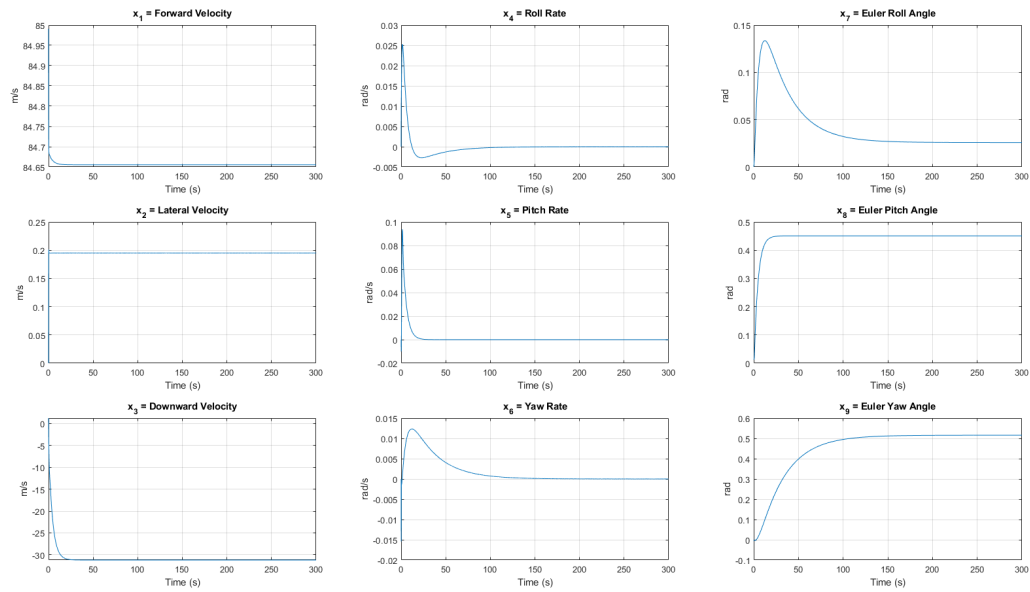 x1 = Forward Velocity
85
84.95
84.9
84.85
84.8
84.75
84.7
84.65
m/s
0 50 100 150 200 250 300
Time (s)
x4 = Roll Rate
0.03
0.025
0.02
0.015
0.01
0.005
0
-0.005
rad/s
0 50 100 150 200 250 300
Time (s)
x7 = Euler Roll Angle
0.15
0.1
0.05
0
rad
0 50 100 150 200 250 300
Time (s)
x2 = Lateral Velocity
0.25
0.2
0.15
0.1
0.05
0
m/s
0 50 100 150 200 250 300
Time (s)
x5 = Pitch Rate
0.1
0.08
0.06
0.04
0.02
0
-0.02
rad/s
0 50 100 150 200 250 300
Time (s)
x8 = Euler Pitch Angle
0.5
0.4
0.3
0.2
0.1
0
rad
0 50 100 150 200 250 300
Time (s)
x3 = Downward Velocity
0
-5
-10
-15
-20
-25
-30
m/s
0 50 100 150 200 250 300
Time (s)
x6 = Yaw Rate
0.015
0.01
0.005
0
-0.005
-0.01
-0.015
-0.02
rad/s
0 50 100 150 200 250 300
Time (s)
x9 = Euler Yaw Angle
0.6
0.5
0.4
0.3
0.2
0.1
0
-0.1
rad
0 50 100 150 200 250 300
Time (s)